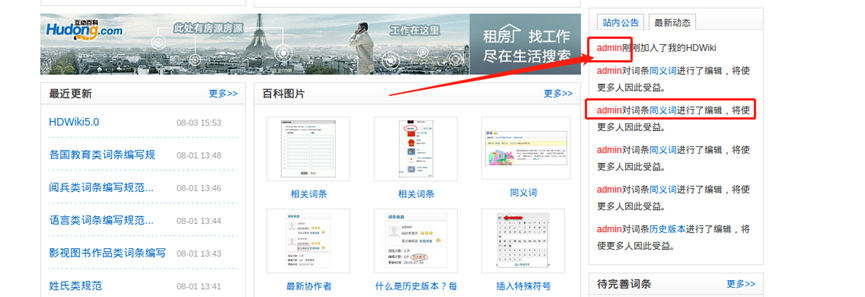 互动百科
Hudong.com
此处有房源房源
工作在这里
租房厂 找工作
尽在生活搜索
站内公告
最新动态
admin刚刚加入了我的HDWiki
admin对词条同义词进行了编辑，将使
更多人因此受益。
admin对词条同义词进行了编辑，将使
更多人因此受益。
admin对词条同义词进行了编辑，将使
更多人因此受益。
admin对词条同义词进行了编辑，将使
更多人因此受益。
admin对词条历史版本进行了编辑，将
使更多人因此受益。
待完善词条
更多>>
最近更新
更多>>
HDWiki5.0
08-03 15:53
各国教育类词条编写规
08-01 13:48
阅兵类词条编写规范...
08-01 13:46
语言类词条编写规范...
08-01 13:44
影视图书作品类词条编写
08-01 13:43
姓氏类规范
08-01 13:41
百科图片
更多>>
相关词条
相关词条
同义词
最新协作者
什么是历史版本？每
插入特殊符号